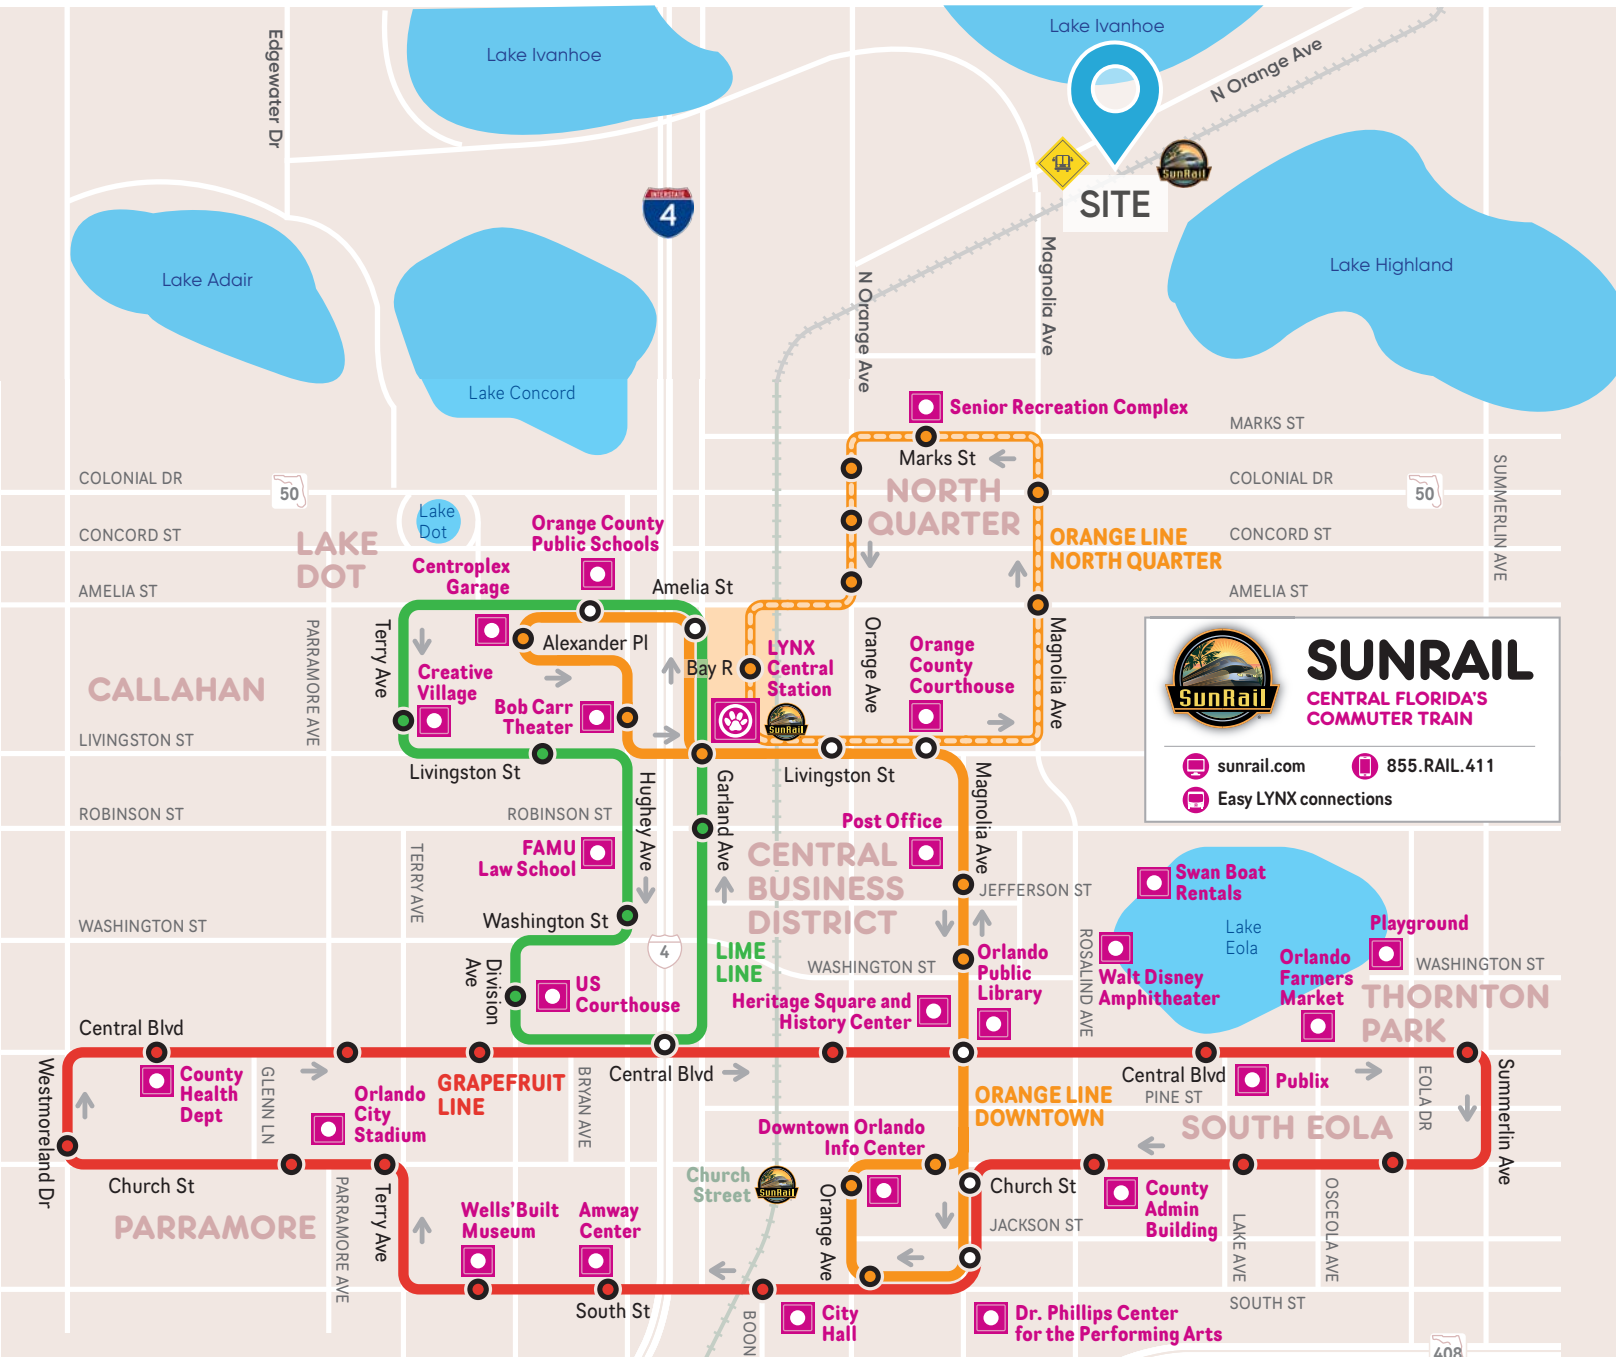 Lake Ivanhoe
Lake Ivanhoe
Edgewater Dr
N Orange Ave
SunRail
SITE
INTERSTATE
4
Lake Adair
Lake Highland
Magnolia Ave
N Orange Ave
Lake Concord
Senior Recreation Complex
MARKS ST
Marks St
COLONIAL DR
50
COLONIAL DR
50
SUMMERLIN AVE
NORTH
QUARTER
Lake
Dot
Orange County
Public Schools
CONCORD ST
LAKE
DOT
ORANGE LINE
NORTH QUARTER
CONCORD ST
Centroplex
Garage
AMELIA ST
Amelia St
AMELIA ST
PARRAMORE AVE
Terry Ave
Alexander Pl
Orange Ave
Magnolia Ave
Bay R
LYNX
Central
Station
Orange
County
Courthouse
SunRail
SUNRAIL
CENTRAL FLORIDA'S
COMMUTER TRAIN
sunrail.com
855.RAIL.411
Easy LYNX connections
CALLAHAN
Creative
Village
Bob Carr
Theater
SunRail
LIVINGSTON ST
Livingston St
Livingston St
Hughey Ave
Garland Ave
Magnolia Ave
ROBINSON ST
ROBINSON ST
Post Office
FAMU
Law School
TERRY AVE
CENTRAL
BUSINESS
DISTRICT
JEFFERSON ST
Swan Boat
Rentals
Lake
Eola
Playground
WASHINGTON ST
Washington St
4
LIME
LINE
WASHINGTON ST
Orlando
Public
Library
ROSALIND AVE
Walt Disney
Amphitheater
Orlando
Farmers
Market
WASHINGTON ST
THORNTON
PARK
Division
Ave
US
Courthouse
Heritage Square and
History Center
Central Blvd
Westmoreland Dr
County
Health
Dept
GLENN LN
Orlando
City
Stadium
GRAPEFRUIT
LINE
BRYAN AVE
Central Blvd
ORANGE LINE
DOWNTOWN
Central Blvd
PINE ST
Publix
EOLA DR
Summerlin Ave
SOUTH EOLA
Downtown Orlando
Info Center
Church St
Church
Street
SunRail
Church St
PARRAMORE
PARRAMORE AVE
Terry Ave
Wells'Built
Museum
Amway
Center
Orange Ave
JACKSON ST
County
Admin
Building
LAKE AVE
OSCEOLA AVE
South St
SOUTH ST
BOON
City
Hall
Dr. Phillips Center
for the Performing Arts
408